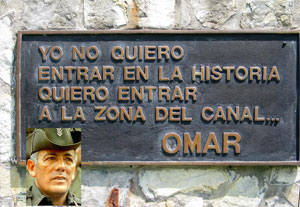 YO NO QUIERO
ENTRAR EN LA HISTORIA
QUIERO ENTRAR
A LA ZONA DEL CANAL...
OMAR